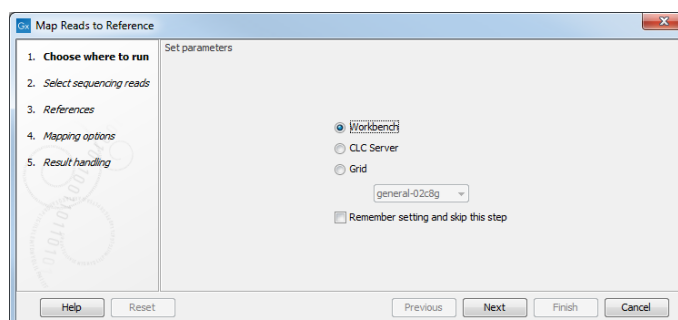 Gx Map Reads to Reference
1. Choose where to run
2. Select sequencing reads
3. References
4. Mapping options
5. Result handling
Set parameters
Workbench
CLC Server
Grid
general-02c8g
Remember setting and skip this step
Help Reset Previous Next Finish Cancel